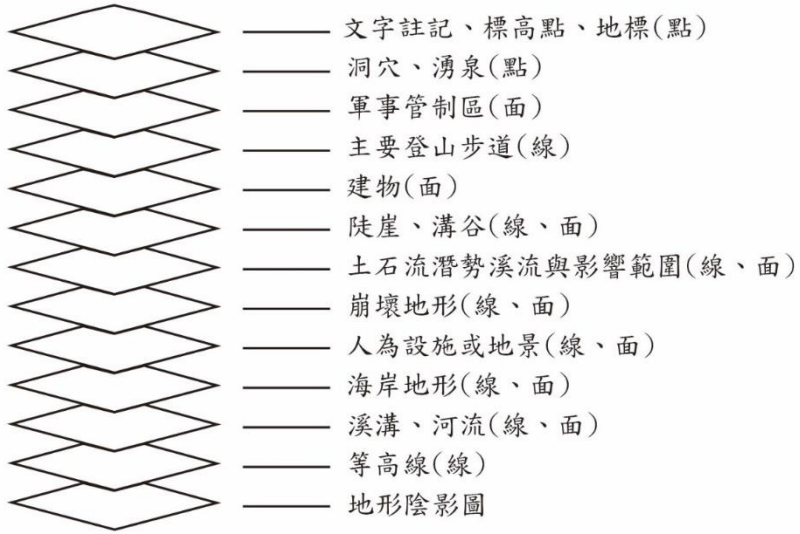 文字註記、標高點、地標(點)
洞穴、湧泉(點)
軍事管制區(面)
主要登山步道(線)
建物(面)
陡崖、溝谷(線、面)
土石流潛勢溪流與影響範圍(線、面)
崩壞地形(線、面)
人為設施或地景(線、面)
海岸地形(線、面)
溪溝、河流(線、面)
等高線(線)
地形陰影圖